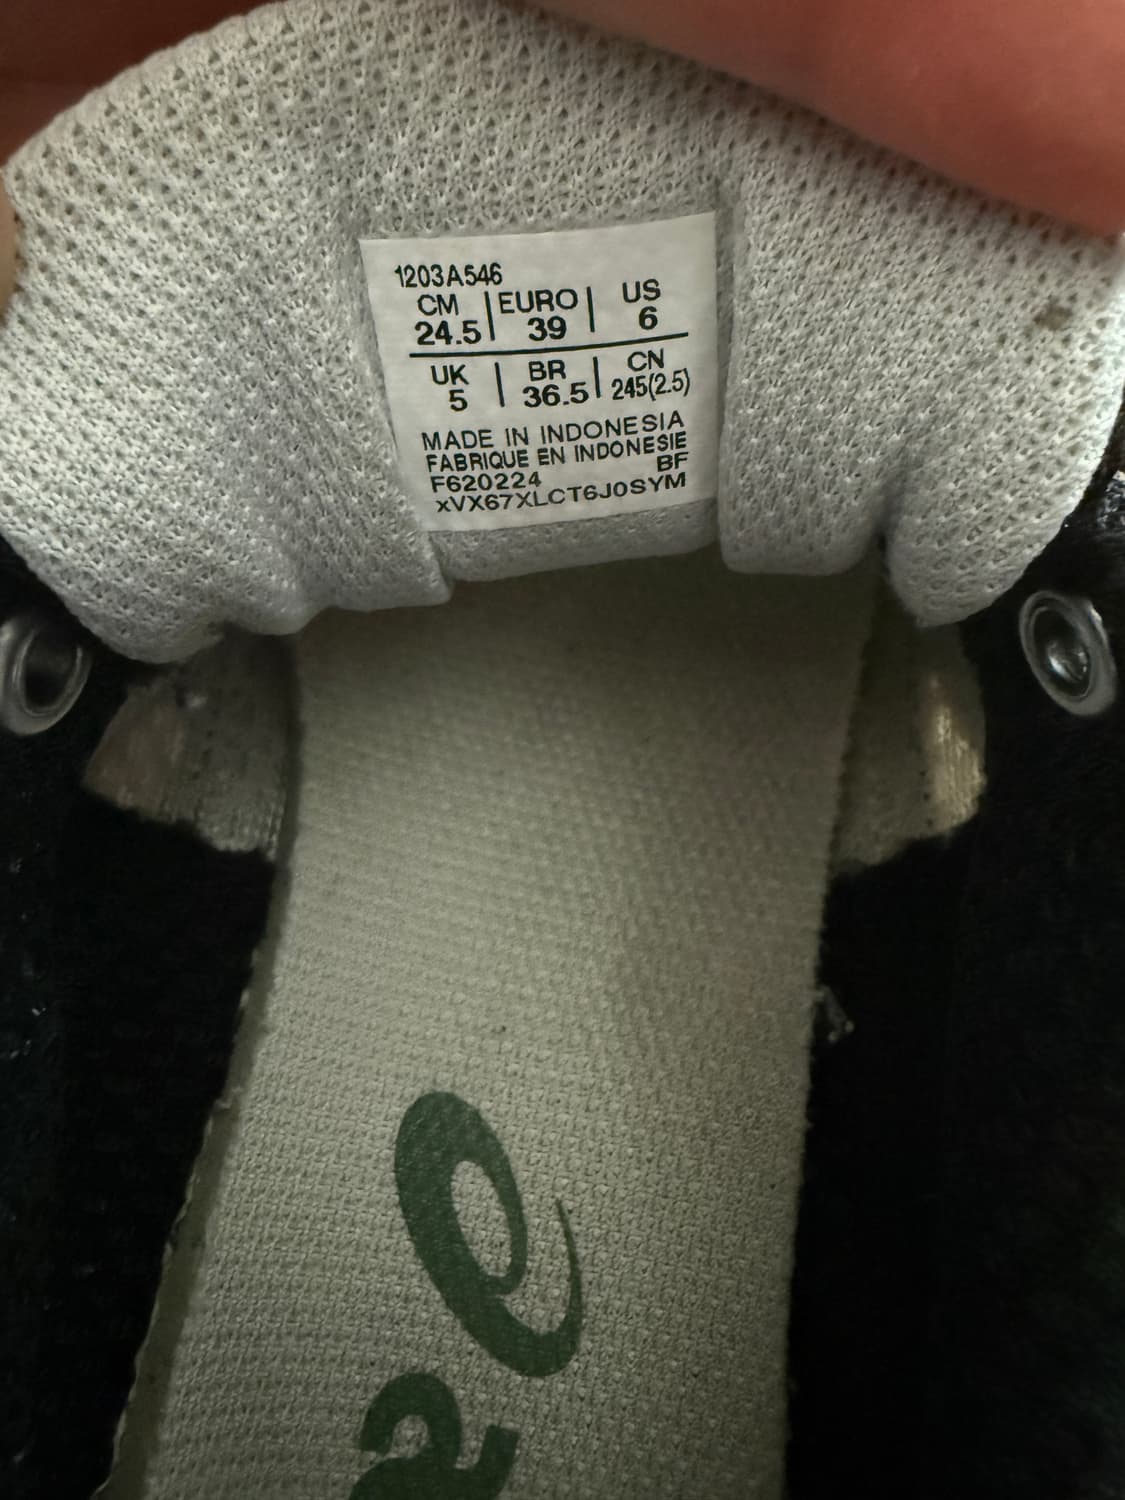 1203A546
CM | EURO | US
24.5 | 39 | 6
UK | BR | CN
5 | 36.5 | 245(2.5)
MADE IN INDONESIA
FABRIQUE EN INDONESIE
F620224 BF
xVX67XLCT6J0SYM